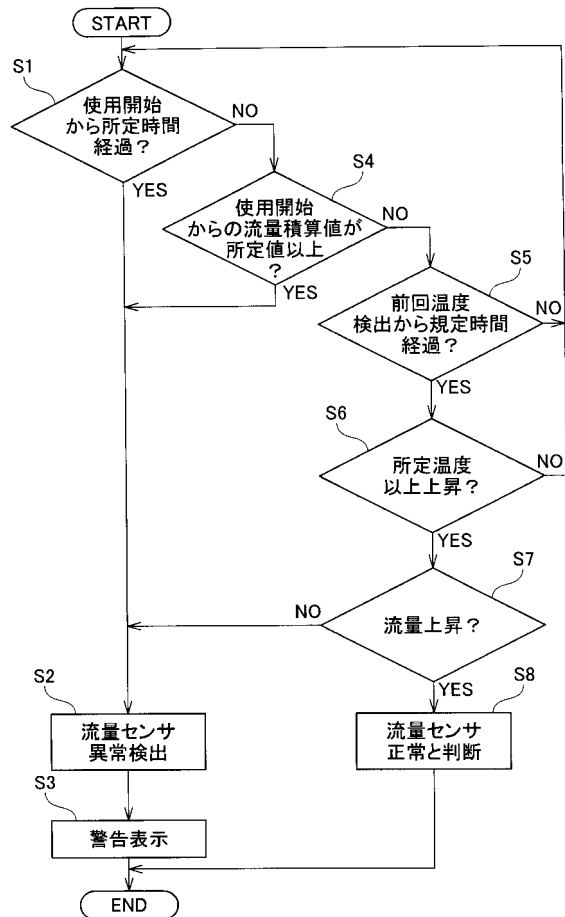 START
S1
使用開始
から所定時間
経過？
NO
YES
S4
使用開始
からの流量積算値が
所定値以上
？
NO
YES
S5
前回温度
検出から規定時間
経過？
NO
YES
S6
所定温度
以上上昇？
NO
YES
S7
流量上昇？
NO
YES
S2
流量センサ
異常検出
S8
流量センサ
正常と判断
S3
警告表示
END